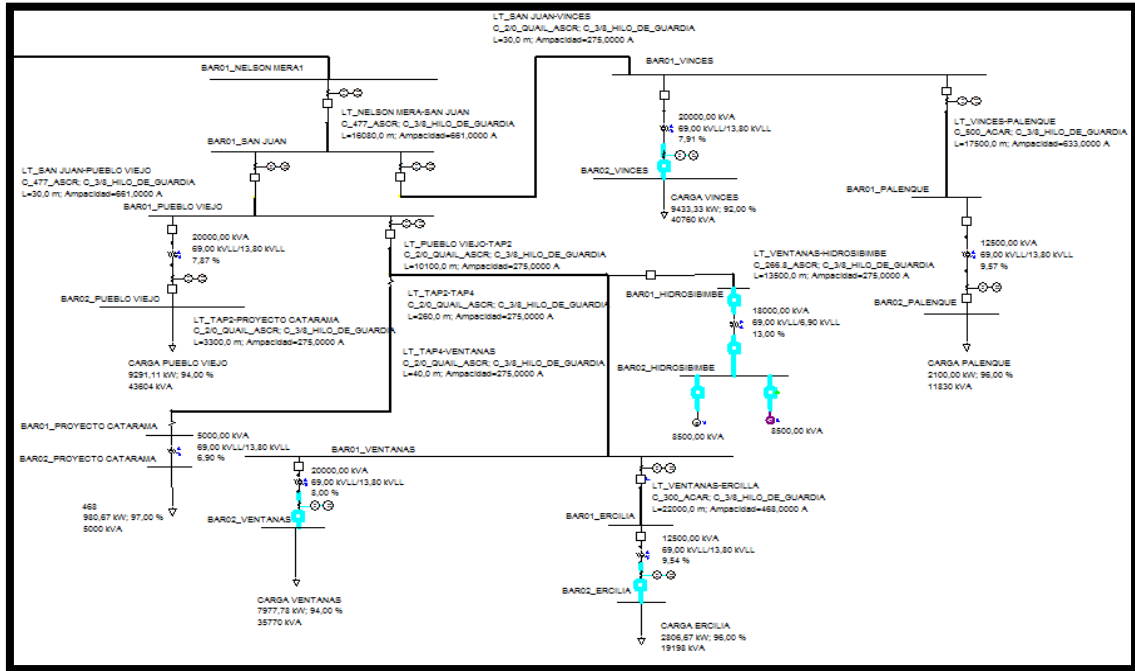 LT_SAN JUAN-VINCES
C_2/0_QUAIL_ASCR; C_3/8_HILO_DE_GUARDIA
L=30,0 m; Ampacidad=275,0000 A
BAR01_NELSON MERA1
BAR01_VINCES
LT_NELSON MERA-SAN JUAN
C_477_ASCR; C_3/8_HILO_DE_GUARDIA
L=16080,0 m; Ampacidad=661,0000 A
20000,00 kVA
69,00 kVLL/13,80 kVLL
7,91 %
LT_VINCES-PALENQUE
C_500_ACAR; C_3/8_HILO_DE_GUARDIA
L=17500,0 m; Ampacidad=633,0000 A
BAR01_SAN JUAN
LT_SAN JUAN-PUEBLO VIEJO
C_477_ASCR; C_3/8_HILO_DE_GUARDIA
L=30,0 m; Ampacidad=661,0000 A
BAR02_VINCES
CARGA VINCES
9433,33 kW; 92,00 %
40760 kVA
BAR01_PALENQUE
BAR01_PUEBLO VIEJO
20000,00 kVA
69,00 kVLL/13,80 kVLL
7,87 %
LT_PUEBLO VIEJO-TAP2
C_2/0_QUAIL_ASCR; C_3/8_HILO_DE_GUARDIA
L=10100,0 m; Ampacidad=275,0000 A
LT_VENTANAS-HIDROSIBIMBE
C_266.8_ASCR; C_3/8_HILO_DE_GUARDIA
L=13500,0 m; Ampacidad=275,0000 A
12500,00 kVA
69,00 kVLL/13,80 kVLL
9,57 %
BAR02_PUEBLO VIEJO
LT_TAP2-TAP4
C_2/0_QUAIL_ASCR; C_3/8_HILO_DE_GUARDIA
L=260,0 m; Ampacidad=275,0000 A
BAR01_HIDROSIBIMBE
18000,00 kVA
69,00 kVLL/6,90 kVLL
13,00 %
BAR02_PALENQUE
LT_TAP2-PROYECTO CATARAMA
C_2/0_QUAIL_ASCR; C_3/8_HILO_DE_GUARDIA
L=3300,0 m; Ampacidad=275,0000 A
LT_TAP4-VENTANAS
C_2/0_QUAIL_ASCR; C_3/8_HILO_DE_GUARDIA
L=40,0 m; Ampacidad=275,0000 A
CARGA PUEBLO VIEJO
9291,11 kW; 94,00 %
43604 kVA
BAR02_HIDROSIBIMBE
CARGA PALENQUE
2100,00 kW; 96,00 %
11830 kVA
8500,00 kVA
8500,00 kVA
BAR01_PROYECTO CATARAMA
5000,00 kVA
69,00 kVLL/13,80 kVLL
6,90 %
BAR02_PROYECTO CATARAMA
BAR01_VENTANAS
20000,00 kVA
69,00 kVLL/13,80 kVLL
8,00 %
LT_VENTANAS-ERCILLA
C_300_ACAR; C_3/8_HILO_DE_GUARDIA
L=22000,0 m; Ampacidad=468,0000 A
468
980,67 kW; 97,00 %
5000 kVA
BAR02_VENTANAS
BAR01_ERCILIA
12500,00 kVA
69,00 kVLL/13,80 kVLL
9,54 %
BAR02_ERCILIA
CARGA VENTANAS
7977,78 kW; 94,00 %
35770 kVA
CARGA ERCILIA
2806,67 kW; 96,00 %
19198 kVA